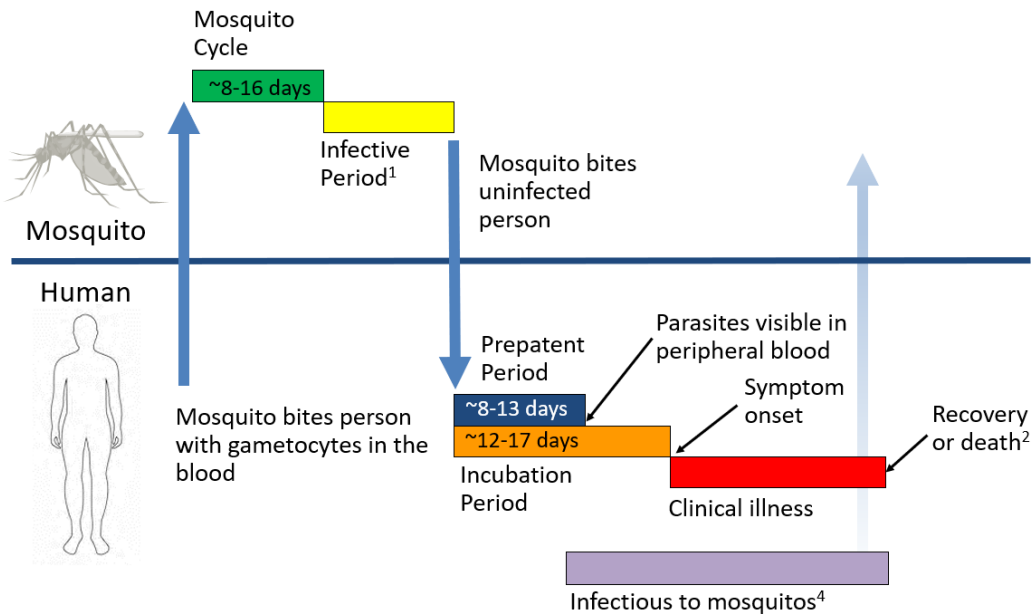 Mosquito
Cycle
~8-16 days
Infective
Period¹
Mosquito bites
uninfected
person
Mosquito
Human
Mosquito bites person
with gametocytes in the
blood
Prepatent
Period
~8-13 days
~12-17 days
Incubation
Period
Parasites visible in
peripheral blood
Symptom
onset
Recovery
or death²
Clinical illness
Infectious to mosquitos⁴